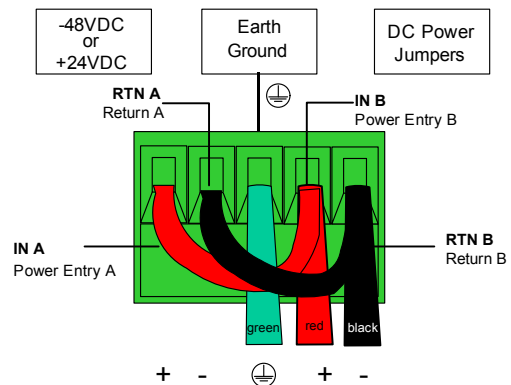 -48VDC
or
+24VDC
Earth
Ground
DC Power
Jumpers
RTN A
Return A
IN B
Power Entry B
IN A
Power Entry A
RTN B
Return B
green
red
black
+ - + -